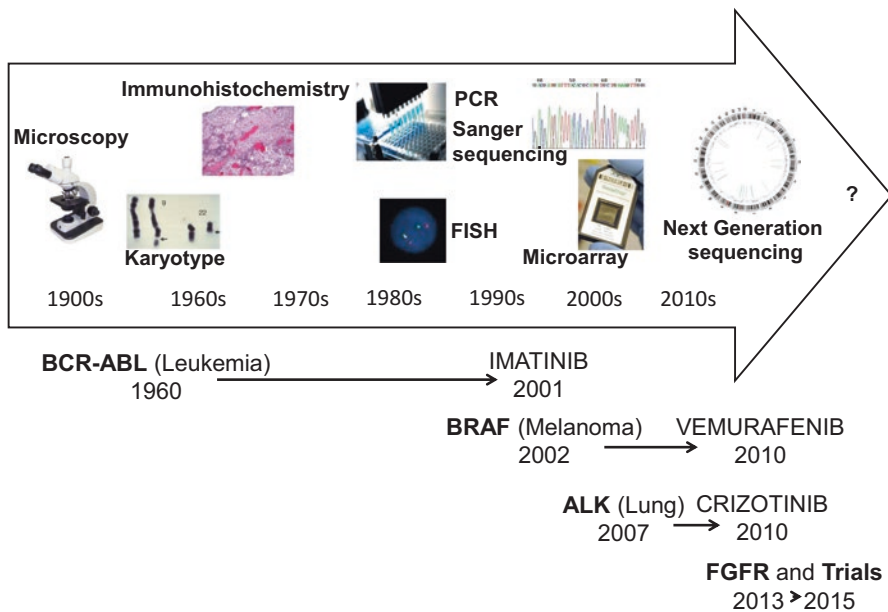 Immunohistochemistry
PCR
Sanger
sequencing
Microscopy
9
22
Karyotype
FISH
Microarray
Next Generation
sequencing
?
1900s 1960s 1970s 1980s 1990s 2000s 2010s
BCR-ABL (Leukemia)
1960
IMATINIB
2001
BRAF (Melanoma)
2002
VEMURAFENIB
2010
ALK (Lung)
2007
CRIZOTINIB
2010
FGFR and Trials
2013 2015